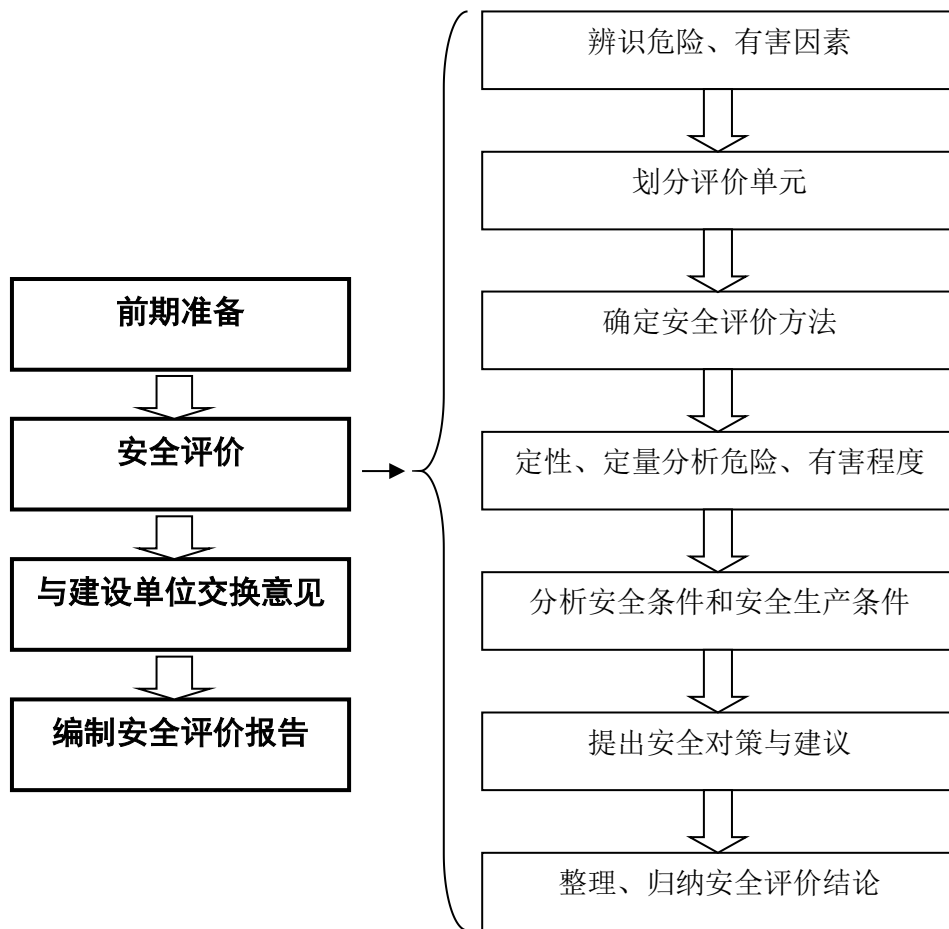 前期准备
安全评价
与建设单位交换意见
编制安全评价报告
辨识危险、有害因素
划分评价单元
确定安全评价方法
定性、定量分析危险、有害程度
分析安全条件和安全生产条件
提出安全对策与建议
整理、归纳安全评价结论